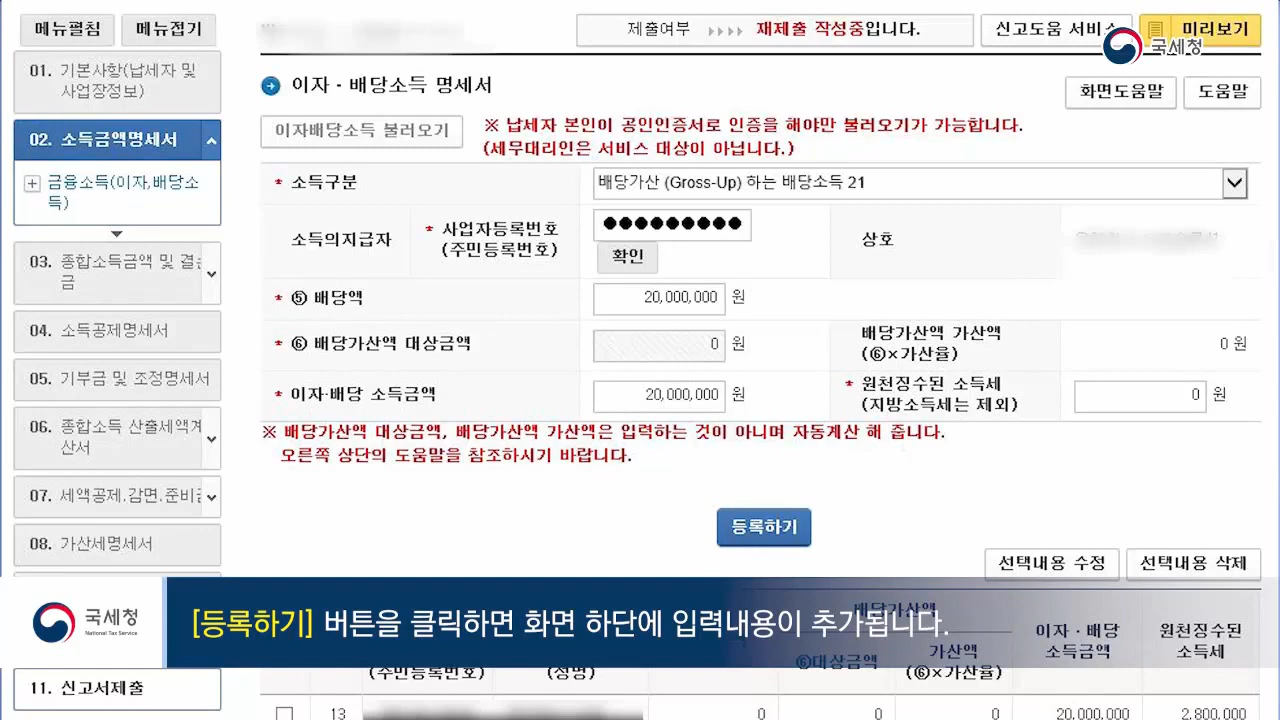 메뉴펼침
메뉴접기
제출여부 재제출 작성중입니다.
신고도움 서비스
미리보기
국세청
01. 기본사항(납세자 및
사업장정보)
02. 소득금액명세서
금융소득(이자,배당소
득)
03. 종합소득금액 및 결손
금
04. 소득공제명세서
05. 기부금 및 조정명세서
06. 종합소득 산출세액계
산서
07. 세액공제.감면.준비금
08. 가산세명세서
11. 신고서제출
이자 · 배당소득 명세서
화면도움말
도움말
이자배당소득 불러오기
※ 납세자 본인이 공인인증서로 인증을 해야만 불러오기가 가능합니다.
(세무대리인은 서비스 대상이 아닙니다.)
* 소득구분
배당가산 (Gross-Up) 하는 배당소득 21
소득의지급자
* 사업자등록번호
(주민등록번호)
●●●●●●●●●
확인
상호
* ⑤ 배당액
20,000,000 원
* ⑥ 배당가산액 대상금액
0 원
배당가산액 가산액
(⑥×가산율)
0 원
* 이자·배당 소득금액
20,000,000 원
* 원천징수된 소득세
(지방소득세는 제외)
0 원
※ 배당가산액 대상금액, 배당가산액 가산액은 입력하는 것이 아니며 자동계산 해 줍니다.
오른쪽 상단의 도움말을 참조하시기 바랍니다.
등록하기
선택내용 수정
선택내용 삭제
국세청
National Tax Service
[등록하기] 버튼을 클릭하면 화면 하단에 입력내용이 추가됩니다.
배당가산액
(주민등록번호)
(성명)
⑥대상금액
가산액
(⑥×가산율)
이자 · 배당
소득금액
원천징수된
소득세
13
0
0
0
20,000,000
2,800,000